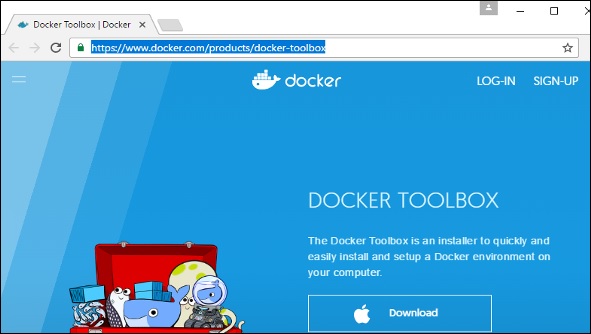 Docker Toolbox | Docker
https://www.docker.com/products/docker-toolbox
docker
LOG-IN
SIGN-UP
DOCKER TOOLBOX
The Docker Toolbox is an installer to quickly and
easily install and setup a Docker environment on
your computer.
Download